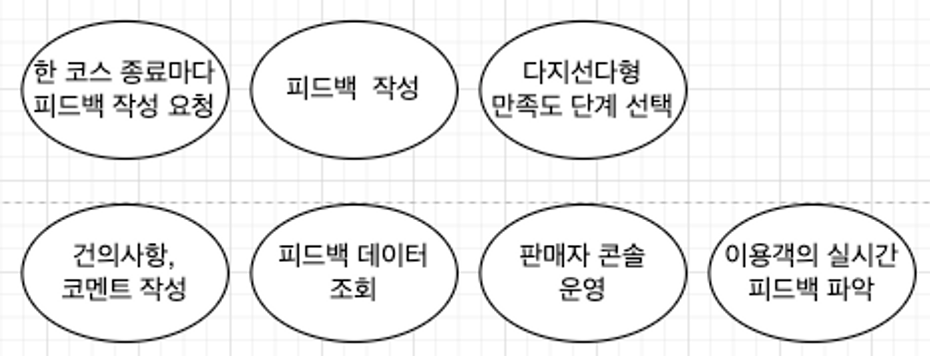 한 코스 종료마다
피드백 작성 요청
피드백 작성
다지선다형
만족도 단계 선택
건의사항,
코멘트 작성
피드백 데이터
조회
판매자 콘솔
운영
이용객의 실시간
피드백 파악